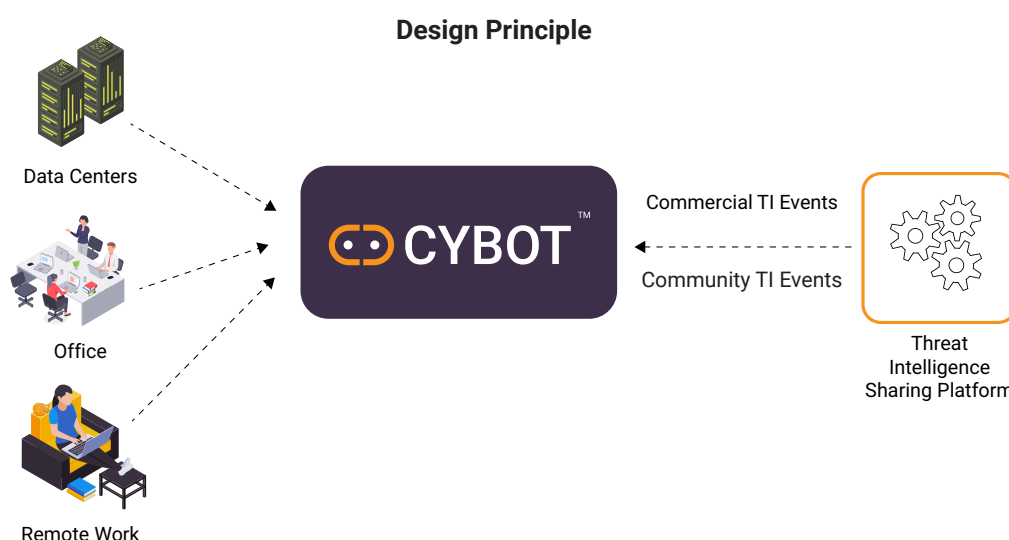 Design Principle
Data Centers
Office
Remote Work
CYBOT™
Commercial TI Events
Community TI Events
Threat
Intelligence
Sharing Platform